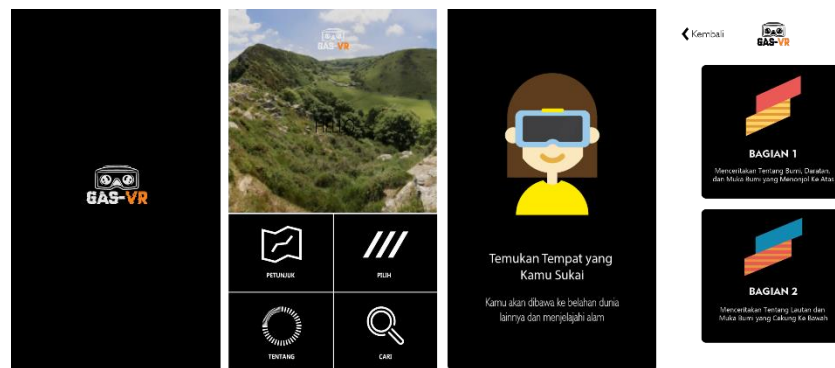 GAS-VR
GAS-VR
PETUNJUK
PILIH
TENTANG
CARI
Temukan Tempat yang
Kamu Sukai
Kamu akan dibawa ke belahan dunia
lainnya dan menjelajahi alam
Kembali
GAS-VR
BAGIAN 1
Menceritakan Tentang Bumi, Daratan,
dan Muka Bumi yang Menonjol Ke Atas
BAGIAN 2
Menceritakan Tentang Lautan dan
Muka Bumi yang Cekung Ke Bawah